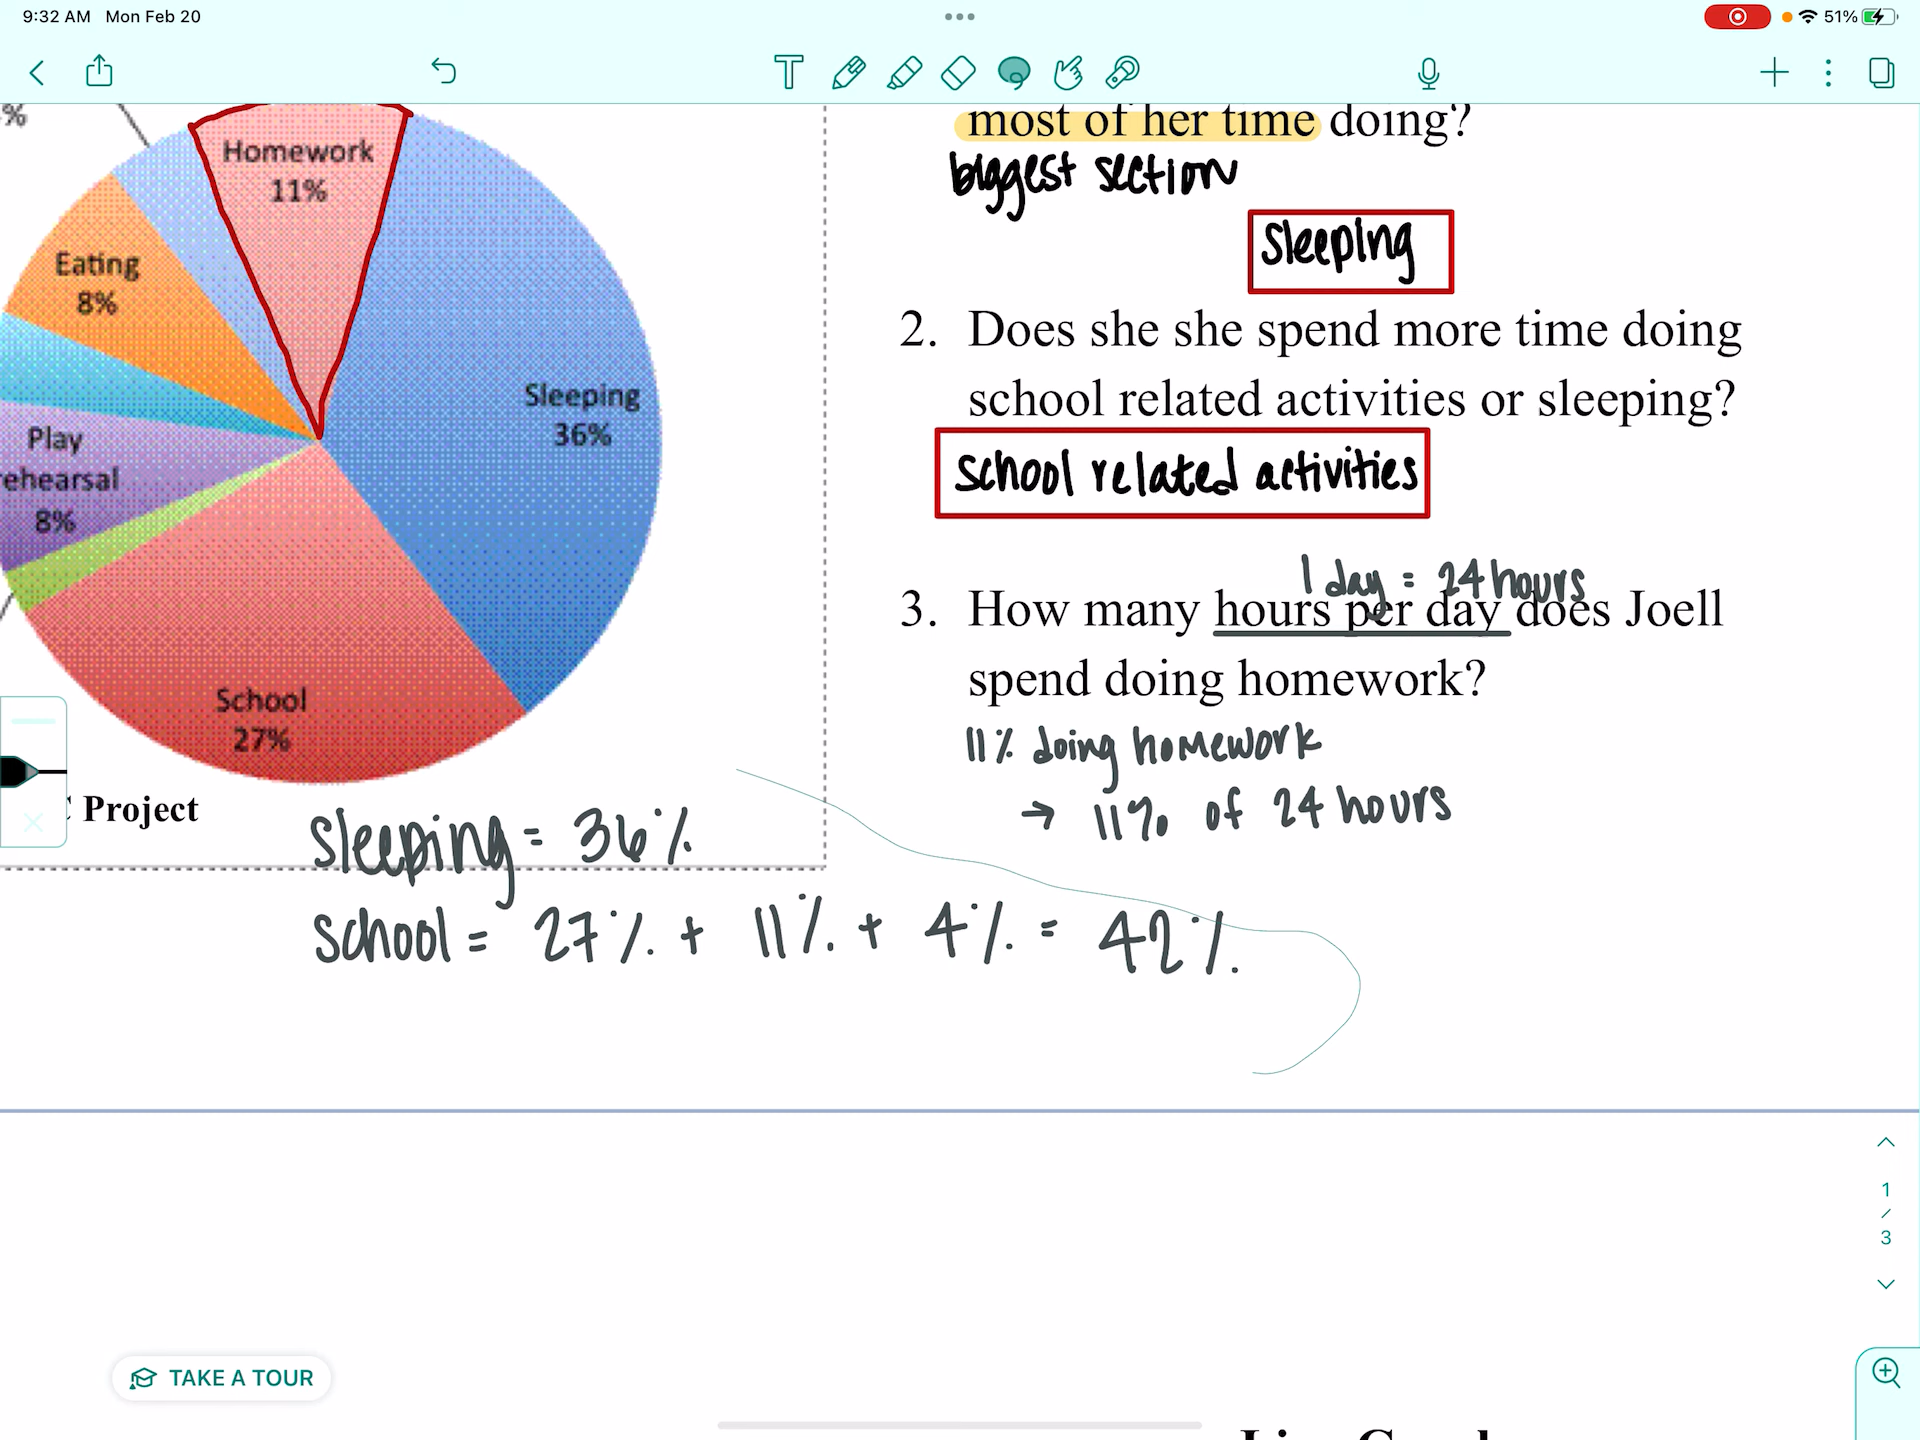 9:32 AM Mon Feb 20
51%
%
Homework
11%
Eating
8%
Sleeping
36%
Play
rehearsal
8%
School
27%
Project
most of her time doing?
biggest section
Sleeping
2. Does she she spend more time doing
school related activities or sleeping?
School related activities
1 day = 24 hours
3. How many hours per day does Joell
spend doing homework?
11% doing homework
→ 11% of 24 hours
Sleeping = 36%
School = 27% + 11% + 4% = 42%
1
/
3
TAKE A TOUR